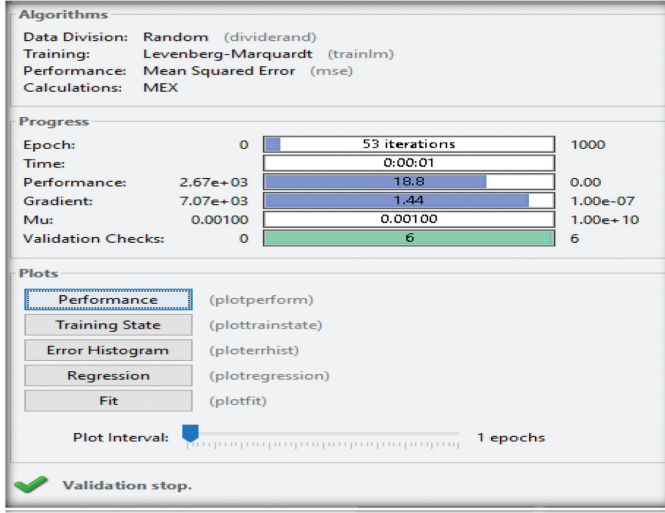 Algorithms
Data Division: Random (dividerand)
Training: Levenberg-Marquardt (trainlm)
Performance: Mean Squared Error (mse)
Calculations: MEX
Progress
Epoch: 0 53 iterations 1000
Time: 0:00:01
Performance: 2.67e+03 18.8 0.00
Gradient: 7.07e+03 1.44 1.00e-07
Mu: 0.00100 0.00100 1.00e+10
Validation Checks: 0 6 6
Plots
Performance (plotperform)
Training State (plottrainstate)
Error Histogram (ploterrhist)
Regression (plotregression)
Fit (plotfit)
Plot Interval: 1 epochs
Validation stop.